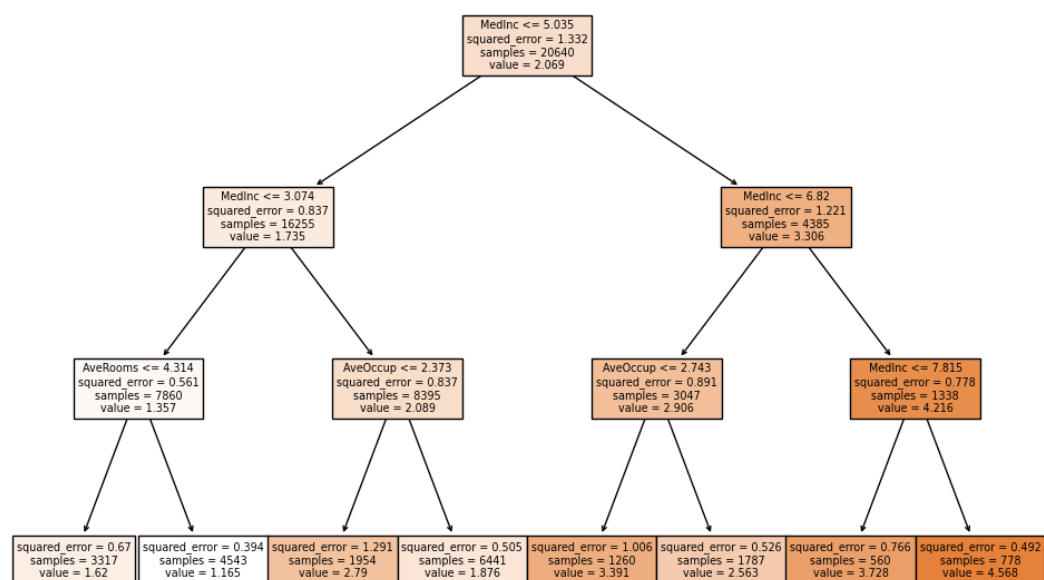 MedInc <= 5.035
squared_error = 1.332
samples = 20640
value = 2.069
MedInc <= 3.074
squared_error = 0.837
samples = 16255
value = 1.735
MedInc <= 6.82
squared_error = 1.221
samples = 4385
value = 3.306
AveRooms <= 4.314
squared_error = 0.561
samples = 7860
value = 1.357
AveOccup <= 2.373
squared_error = 0.837
samples = 8395
value = 2.089
AveOccup <= 2.743
squared_error = 0.891
samples = 3047
value = 2.906
MedInc <= 7.815
squared_error = 0.778
samples = 1338
value = 4.216
squared_error = 0.67
samples = 3317
value = 1.62
squared_error = 0.394
samples = 4543
value = 1.165
squared_error = 1.291
samples = 1954
value = 2.79
squared_error = 0.505
samples = 6441
value = 1.876
squared_error = 1.006
samples = 1260
value = 3.391
squared_error = 0.526
samples = 1787
value = 2.563
squared_error = 0.766
samples = 560
value = 3.728
squared_error = 0.492
samples = 778
value = 4.568